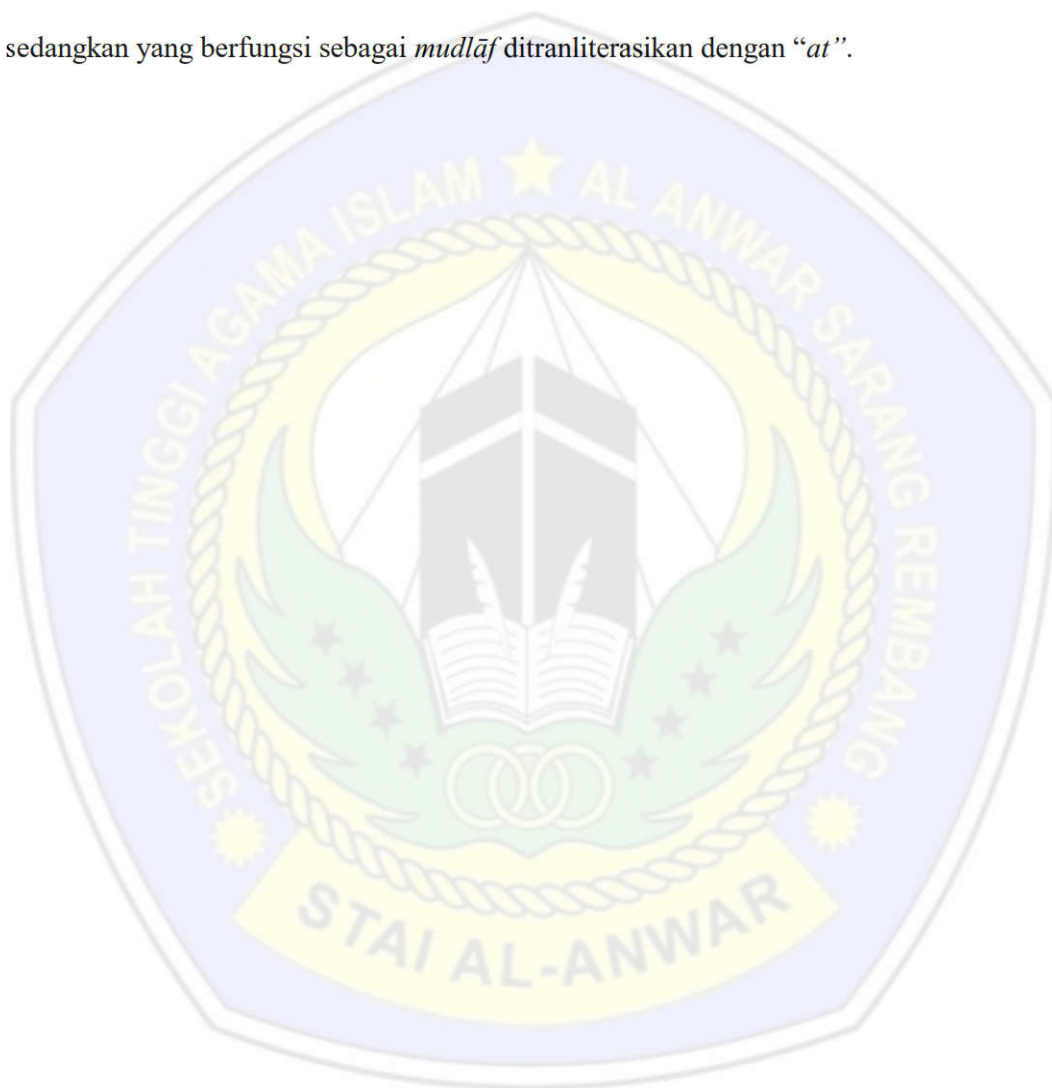 sedangkan yang berfungsi sebagai mudlāf ditranliterasikan dengan “at”.
SEKOLAH TINGGI AGAMA ISLAM AL ANWAR SARANG REMBANG
STAI AL-ANWAR